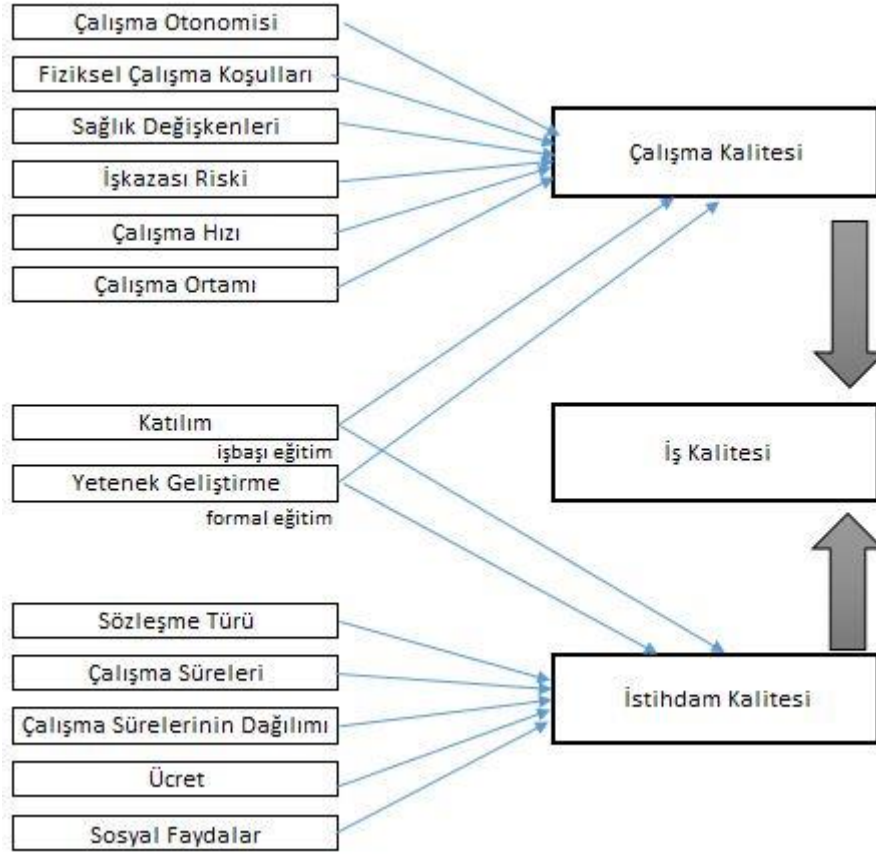 Çalışma Otonomisi
Fiziksel Çalışma Koşulları
Sağlık Değişkenleri
İşkazası Riski
Çalışma Hızı
Çalışma Ortamı
Çalışma Kalitesi
Katılım
işbaşı eğitim
Yetenek Geliştirme
formal eğitim
İş Kalitesi
Sözleşme Türü
Çalışma Süreleri
Çalışma Sürelerinin Dağılımı
Ücret
Sosyal Faydalar
İstihdam Kalitesi